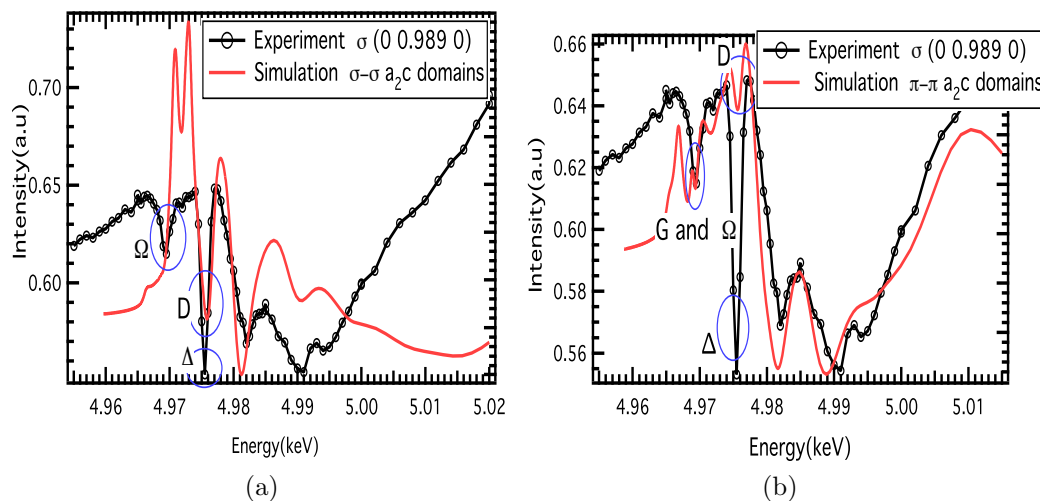 Experiment σ (0 0.989 0)
Simulation σ-σ a₂c domains
0.70
0.65
0.60
Intensity(a.u)
Ω
D
Δ
4.96 4.97 4.98 4.99 5.00 5.01 5.02
Energy(keV)
(a)
Experiment σ (0 0.989 0)
Simulation π-π a₂c domains
0.66
0.64
0.62
0.60
0.58
0.56
Intensity(a.u)
D
G and Ω
Δ
4.96 4.97 4.98 4.99 5.00 5.01
Energy(keV)
(b)